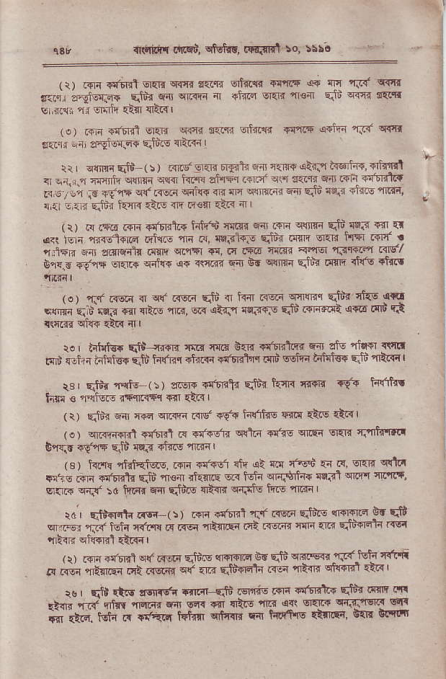 ৭৪৮ বাংলাদেশ গেজেট, অতিরিক্ত, ফেব্রুয়ারী ১০, ১৯৯৩
(২) কোন কর্মচারী তাহার অবসর গ্রহণের তারিখের কমপক্ষে এক মাস পূর্বে অবসর
গ্রহণের প্রস্তুতিমূলক ছুটির জন্য আবেদন না করিলে তাহার পাওনা ছুটি অবসর গ্রহণের
তারিখের পর তামাদি হইয়া যাইবে।
(৩) কোন কর্মচারী তাহার অবসর গ্রহণের তারিখের কমপক্ষে একদিন পূর্বে অবসর
গ্রহণের জন্য প্রস্তুতিমূলক ছুটিতে যাইবেন।
২২। অধ্যয়ন ছুটি—(১) বোর্ডে তাহার চাকুরীর জন্য সহায়ক এইরূপ বৈজ্ঞানিক, কারিগরী
বা অনুরূপ সমস্যাদি অধ্যয়ন অথবা বিশেষ প্রশিক্ষণ কোর্সে অংশ গ্রহণের জন্য কোন কর্মচারীকে
বোর্ড/উপযুক্ত কর্তৃপক্ষ অর্ধ বেতনে অনধিক বার মাস অধ্যয়নের জন্য ছুটি মঞ্জুর করিতে পারেন,
যাহা তাহার ছুটির হিসাব হইতে বাদ দেওয়া হইবে না।
(২) যে ক্ষেত্রে কোন কর্মচারীকে নির্দিষ্ট সময়ের জন্য কোন অধ্যয়ন ছুটি মঞ্জুর করা হয়
এবং তিনি পরবর্তীকালে দেখিতে পান যে, মঞ্জুরীকৃত ছুটির মেয়াদ তাহার শিক্ষা কোর্স ও
পরীক্ষার জন্য প্রয়োজনীয় মেয়াদ অপেক্ষা কম, সে ক্ষেত্রে সময়ের স্বল্পতা পূরণকল্পে বোর্ড/
উপযুক্ত কর্তৃপক্ষ তাহাকে অনধিক এক বৎসরের জন্য উক্ত অধ্যয়ন ছুটির মেয়াদ বর্ধিত করিতে
পারেন।
(৩) পূর্ণ বেতনে বা অর্ধ বেতনে ছুটি বা বিনা বেতনে অসাধারণ ছুটির সহিত একত্রে
অধ্যয়ন ছুটি মঞ্জুর করা যাইতে পারে, তবে এইরূপ মঞ্জুরকৃত ছুটি কোনক্রমেই একত্রে মোট দুই
বৎসরের অধিক হইবে না।
২৩। নৈমিত্তিক ছুটি—সরকার সময়ে সময়ে উহার কর্মচারীদের জন্য প্রতি পঞ্জিকা বৎসরে
মোট যতদিন নৈমিত্তিক ছুটি নির্ধারণ করিবেন কর্মচারীগণ মোট ততদিন নৈমিত্তিক ছুটি পাইবেন।
২৪। ছুটির পদ্ধতি—(১) প্রত্যেক কর্মচারীর ছুটির হিসাব সরকার কর্তৃক নির্ধারিত
নিয়ম ও পদ্ধতিতে রক্ষণাবেক্ষণ করা হইবে।
(২) ছুটির জন্য সকল আবেদন বোর্ড কর্তৃক নির্ধারিত ফরমে হইতে হইবে।
(৩) আবেদনকারী কর্মচারী যে কর্মকর্তার অধীনে কর্মরত আছেন তাহার সুপারিশক্রমে
উপযুক্ত কর্তৃপক্ষ ছুটি মঞ্জুর করিতে পারেন।
(৪) বিশেষ পরিস্থিতিতে, কোন কর্মকর্তা যদি এই মর্মে সন্তুষ্ট হন যে, তাহার অধীনে
কর্মরত কোন কর্মচারীর ছুটি পাওনা রহিয়াছে তবে তিনি আনুষ্ঠানিক মঞ্জুরী আদেশ সাপেক্ষে,
তাহাকে অনূর্ধ্ব ১৫ দিনের জন্য ছুটিতে যাইবার অনুমতি দিতে পারেন।
২৫। ছুটিকালীন বেতন—(১) কোন কর্মচারী পূর্ণ বেতনে ছুটিতে থাকাকালে উক্ত ছুটি
আরম্ভের পূর্বে তিনি সর্বশেষ যে বেতন পাইয়াছেন সেই বেতনের সমান হারে ছুটিকালীন বেতন
পাইবার অধিকারী হইবেন।
(২) কোন কর্মচারী অর্ধ বেতনে ছুটিতে থাকাকালে উক্ত ছুটি আরম্ভের পূর্বে তিনি সর্বশেষ
যে বেতন পাইয়াছেন সেই বেতনের অর্ধ হারে ছুটিকালীন বেতন পাইবার অধিকারী হইবেন।
২৬। ছুটি হইতে প্রত্যাবর্তন করানো—ছুটি ভোগরত কোন কর্মচারীকে ছুটির মেয়াদ শেষ
হইবার পূর্বে দায়িত্ব পালনের জন্য তলব করা যাইতে পারে এবং তাহাকে অনুরূপভাবে তলব
করা হইলে, তিনি যে কর্মস্থলে ফিরিয়া আসিবার জন্য নির্দেশিত হইয়াছেন, উহার উদ্দেশ্যে